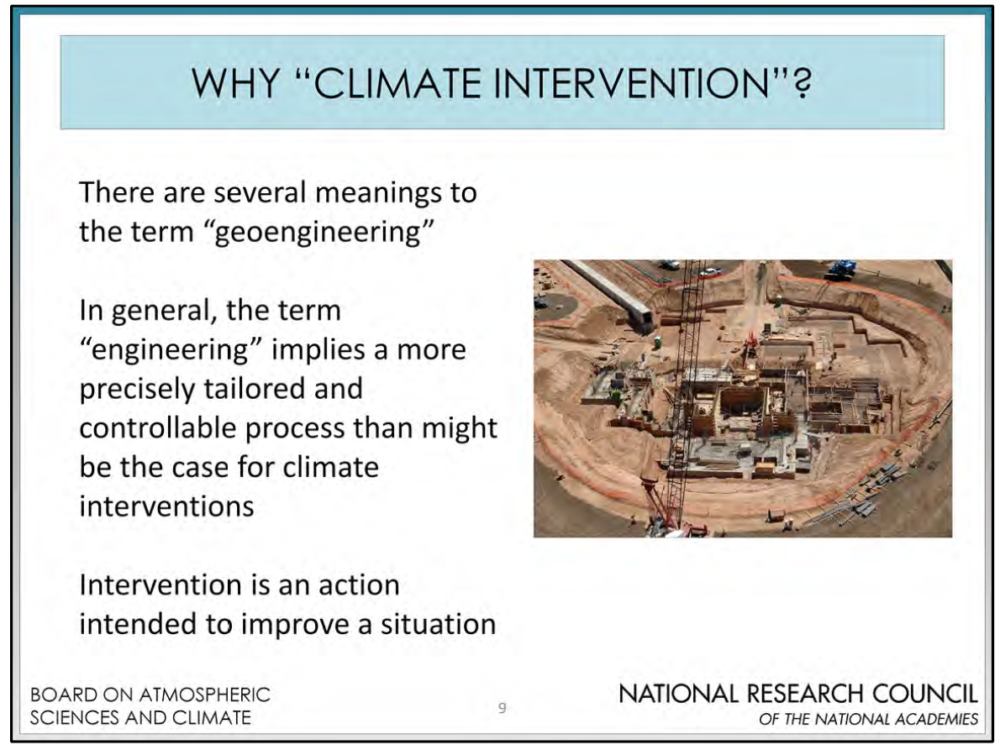 WHY “CLIMATE INTERVENTION”?
There are several meanings to
the term “geoengineering”
In general, the term
“engineering” implies a more
precisely tailored and
controllable process than might
be the case for climate
interventions
Intervention is an action
intended to improve a situation
BOARD ON ATMOSPHERIC
SCIENCES AND CLIMATE
9
NATIONAL RESEARCH COUNCIL
OF THE NATIONAL ACADEMIES